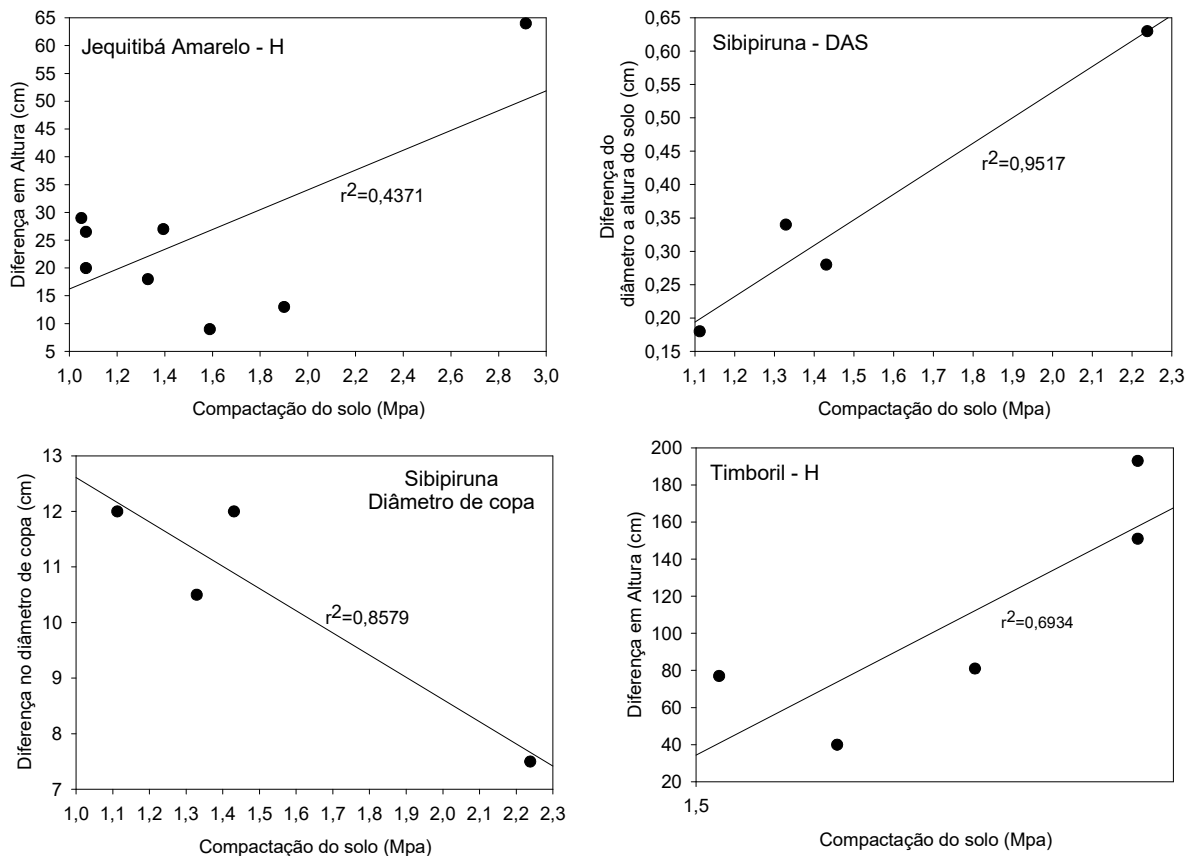 Jequitibá Amarelo - H
Diferença em Altura (cm)
65
60
55
50
45
40
35
30
25
20
15
10
5
r2=0,4371
1,0 1,2 1,4 1,6 1,8 2,0 2,2 2,4 2,6 2,8 3,0
Compactação do solo (Mpa)
Sibipiruna - DAS
Diferença do
diâmetro a altura do solo (cm)
0,65
0,60
0,55
0,50
0,45
0,40
0,35
0,30
0,25
0,20
0,15
r2=0,9517
1,1 1,2 1,3 1,4 1,5 1,6 1,7 1,8 1,9 2,0 2,1 2,2 2,3
Compactação do solo (Mpa)
Sibipiruna
Diâmetro de copa
Diferença no diâmetro de copa (cm)
13
12
11
10
9
8
7
r2=0,8579
1,0 1,1 1,2 1,3 1,4 1,5 1,6 1,7 1,8 1,9 2,0 2,1 2,2 2,3
Compactação do solo (Mpa)
Timboril - H
Diferença em Altura (cm)
200
180
160
140
120
100
80
60
40
20
r2=0,6934
1,5
Compactação do solo (Mpa)